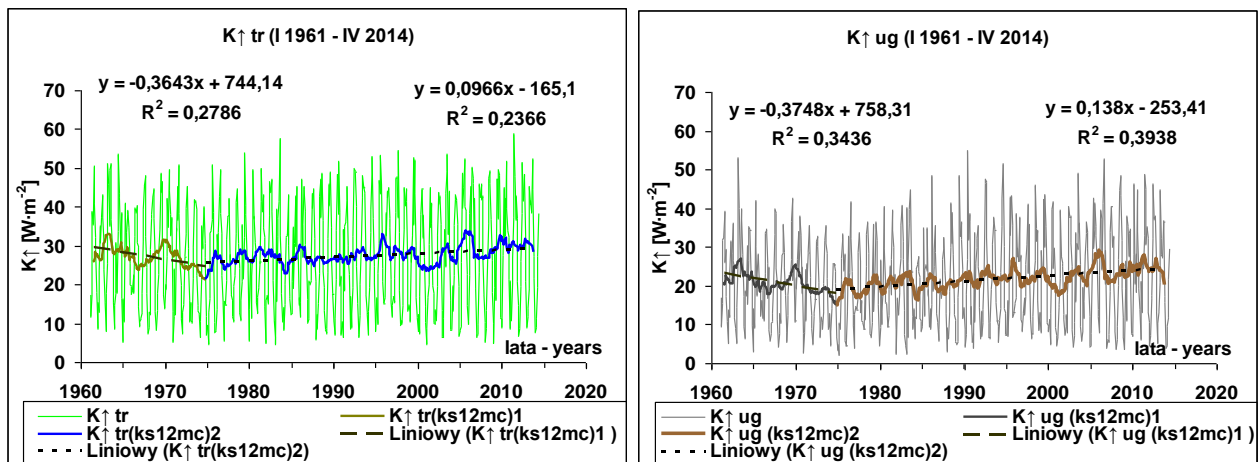 K↑ tr (I 1961 - IV 2014)
y = -0,3643x + 744,14
R² = 0,2786
y = 0,0966x - 165,1
R² = 0,2366
K↑ [W·m⁻²]
70
60
50
40
30
20
10
0
lata - years
1960 1970 1980 1990 2000 2010 2020
K↑ tr
K↑ tr(ks12mc)1
K↑ tr(ks12mc)2
Liniowy (K↑ tr(ks12mc)1 )
Liniowy (K↑ tr(ks12mc)2)
K↑ ug (I 1961 - IV 2014)
y = -0,3748x + 758,31
R² = 0,3436
y = 0,138x - 253,41
R² = 0,3938
K↑ [W·m⁻²]
70
60
50
40
30
20
10
0
lata - years
1960 1970 1980 1990 2000 2010 2020
K↑ ug
K↑ ug (ks12mc)1
K↑ ug (ks12mc)2
Liniowy (K↑ ug (ks12mc)1 )
Liniowy (K↑ ug (ks12mc)2)